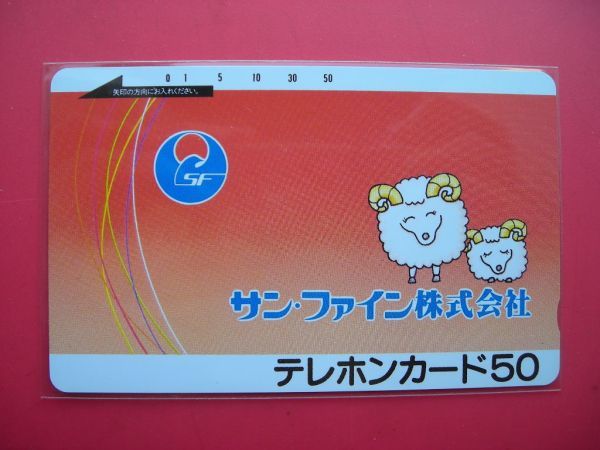 0 1 5 10 30 50
矢印の方向にお入れください。
SF
サン・ファイン株式会社
テレホンカード50